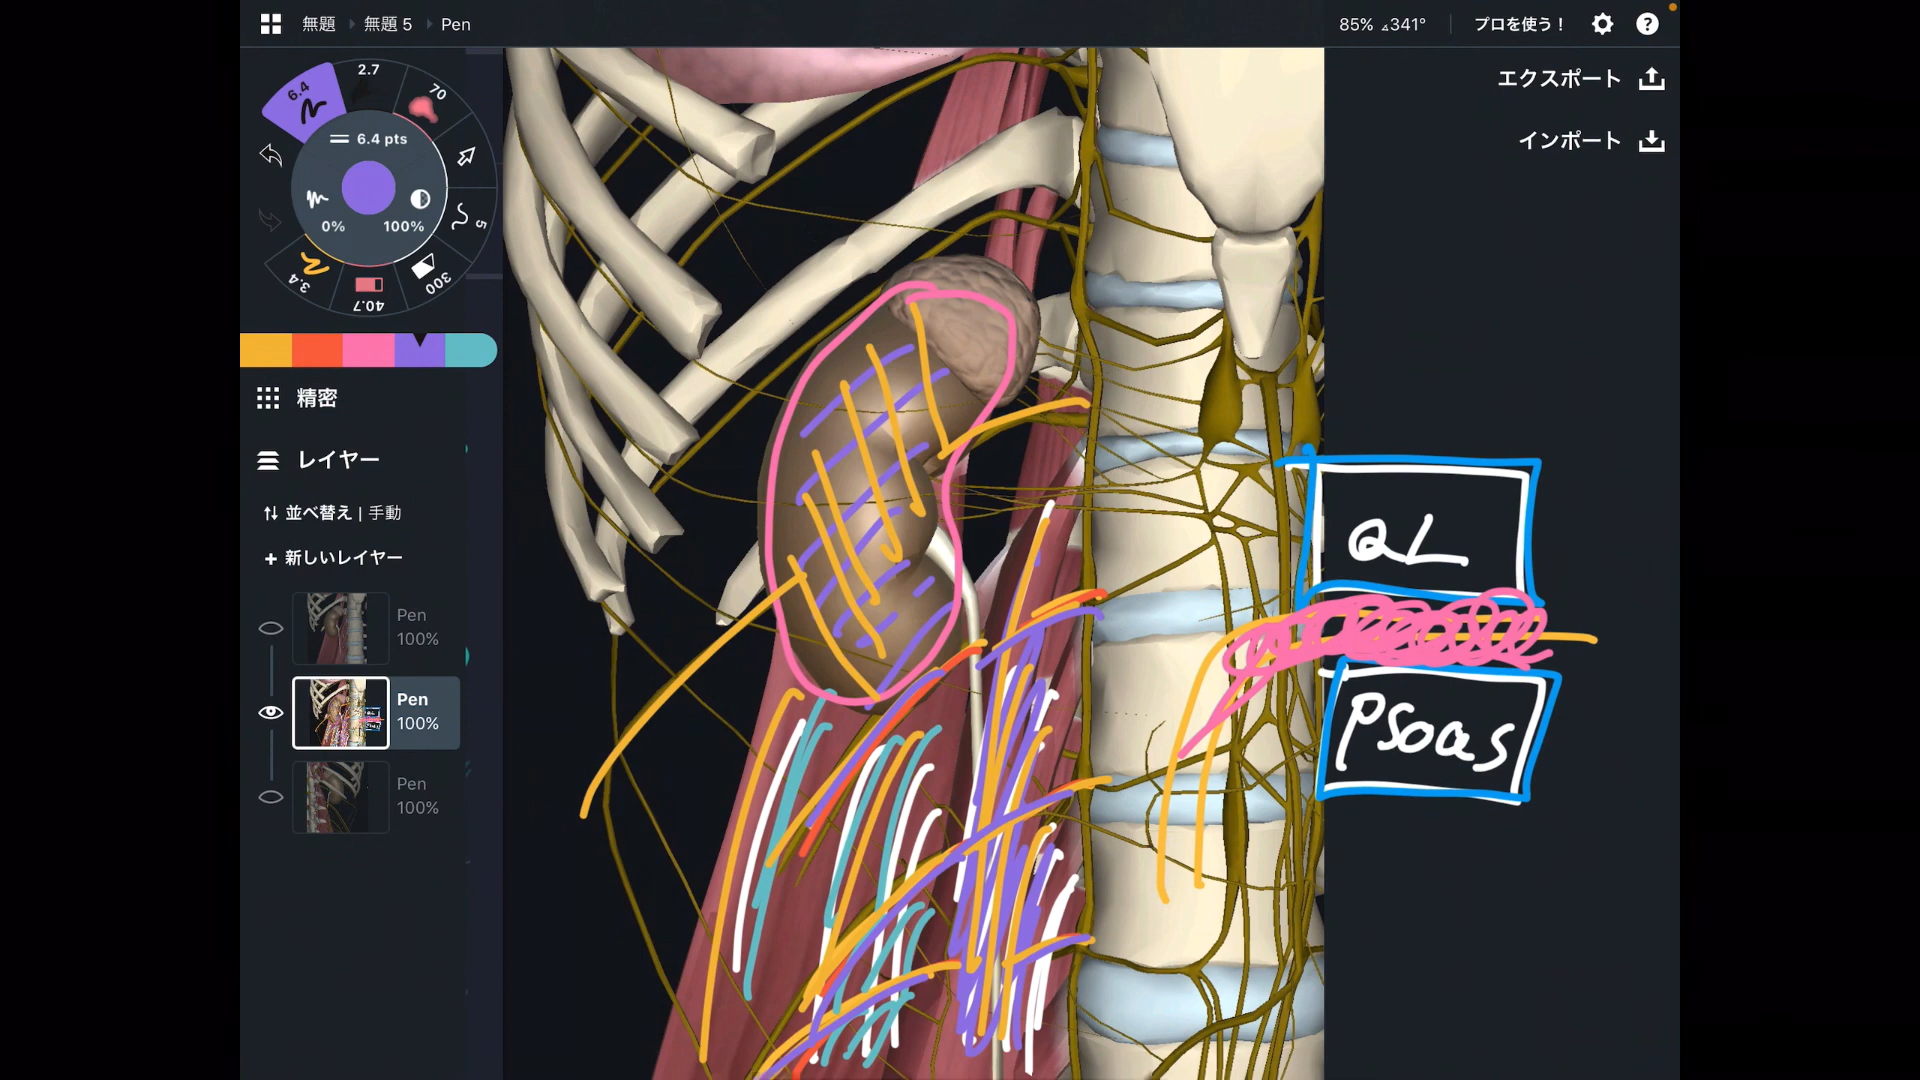 無題 無題 5 Pen
85% ⊿341°
プロを使う！
エクスポート
インポート
2.7
6.4
70
6.4 pts
0% 100%
5
300
40.7
3.4
精密
レイヤー
並べ替え | 手動
+ 新しいレイヤー
Pen
100%
Pen
100%
Pen
100%
QL
Psoas